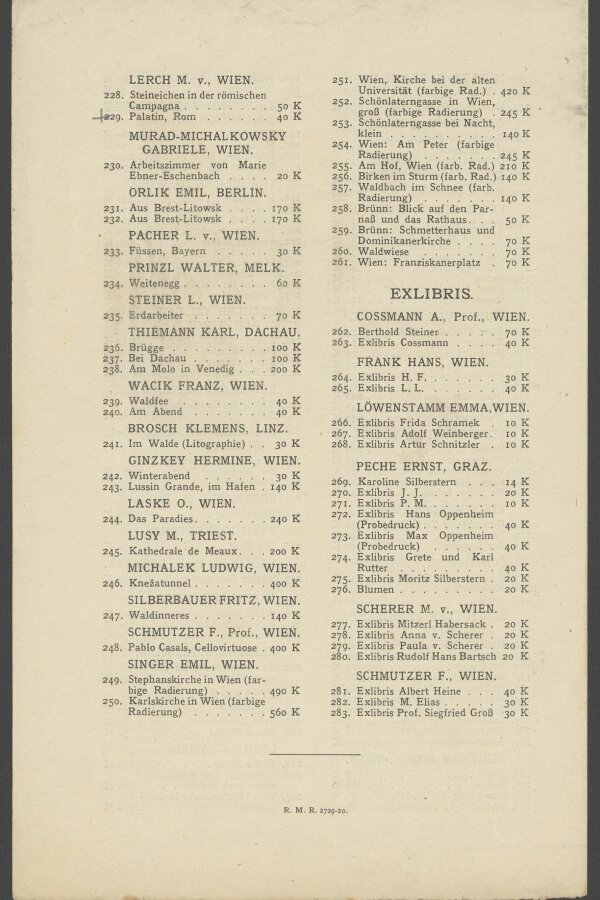 LERCH M. v., WIEN.
228. Steineichen in der römischen
Campagna . . . . . . . . 50 K
229. Palatin, Rom . . . . . . 40 K
MURAD-MICHALKOWSKY
GABRIELE, WIEN.
230. Arbeitszimmer von Marie
Ebner-Eschenbach . . . . 20 K
ORLIK EMIL, BERLIN.
231. Aus Brest-Litowsk . . . . 170 K
232. Aus Brest-Litowsk . . . . 170 K
PACHER L. v., WIEN.
233. Füssen, Bayern . . . . . 30 K
PRINZL WALTER, MELK.
234. Weitenegg . . . . . . . 60 K
STEINER L., WIEN.
235. Erdarbeiter . . . . . . 70 K
THIEMANN KARL, DACHAU.
236. Brügge . . . . . . . . . 100 K
237. Bei Dachau . . . . . . . 100 K
238. Am Molo in Venedig . . . 200 K
WACIK FRANZ, WIEN.
239. Waldfee . . . . . . . . 40 K
240. Am Abend . . . . . . . 40 K
BROSCH KLEMENS, LINZ.
241. Im Walde (Litographie) . . 30 K
GINZKEY HERMINE, WIEN.
242. Winterabend . . . . . . 30 K
243. Lussin Grande, im Hafen . 140 K
LASKE O., WIEN.
244. Das Paradies . . . . . . . 240 K
LUSY M., TRIEST.
245. Kathedrale de Meaux . . . 200 K
MICHALEK LUDWIG, WIEN.
246. Knežatunnel . . . . . . . 400 K
SILBERBAUER FRITZ, WIEN.
247. Waldinneres . . . . . . . 140 K
SCHMUTZER F., Prof., WIEN.
248. Pablo Casals, Cellovirtuose . 400 K
SINGER EMIL, WIEN.
249. Stephanskirche in Wien (far-
bige Radierung) . . . . . 490 K
250. Karlskirche in Wien (farbige
Radierung) . . . . . . . 560 K
251. Wien, Kirche bei der alten
Universität (farbige Rad.) . 420 K
252. Schönlaterngasse in Wien,
groß (farbige Radierung) . 245 K
253. Schönlaterngasse bei Nacht,
klein . . . . . . . . . . 140 K
254. Wien: Am Peter (farbige
Radierung) . . . . . . . 245 K
255. Am Hof, Wien (farb. Rad.) 210 K
256. Birken im Sturm (farb. Rad.) 140 K
257. Waldbach im Schnee (farb.
Radierung) . . . . . . . 140 K
258. Brünn: Blick auf den Par-
naß und das Rathaus . . . 50 K
259. Brünn: Schmetterhaus und
Dominikanerkirche . . . . 70 K
260. Waldwiese . . . . . . . 70 K
261. Wien: Franziskanerplatz . 70 K
EXLIBRIS.
COSSMANN A., Prof., WIEN.
262. Berthold Steiner . . . . . 70 K
263. Exlibris Cossmann . . . . 40 K
FRANK HANS, WIEN.
264. Exlibris H. F. . . . . . . 30 K
265. Exlibris L. L. . . . . . . 40 K
LÖWENSTAMM EMMA, WIEN.
266. Exlibris Frida Schramek . 10 K
267. Exlibris Adolf Weinberger . 10 K
268. Exlibris Artur Schnitzler . 10 K
PECHE ERNST, GRAZ.
269. Karoline Silberstern . . . 14 K
270. Exlibris J. J. . . . . . . 20 K
271. Exlibris P. M. . . . . . . 10 K
272. Exlibris Hans Oppenheim
(Probedruck) . . . . . . . 40 K
273. Exlibris Max Oppenheim
(Probedruck) . . . . . . 40 K
274. Exlibris Grete und Karl
Rutter . . . . . . . . . 40 K
275. Exlibris Moritz Silberstern . 20 K
276. Blumen . . . . . . . . . 20 K
SCHERER M. v., WIEN.
277. Exlibris Mitzerl Habersack . 20 K
278. Exlibris Anna v. Scherer . 20 K
279. Exlibris Paula v. Scherer . 20 K
280. Exlibris Rudolf Hans Bartsch 20 K
SCHMUTZER F., WIEN.
281. Exlibris Albert Heine . . . 40 K
282. Exlibris M. Elias . . . . . 30 K
283. Exlibris Prof. Siegfried Groß 30 K
R. M. R. 2729-20.